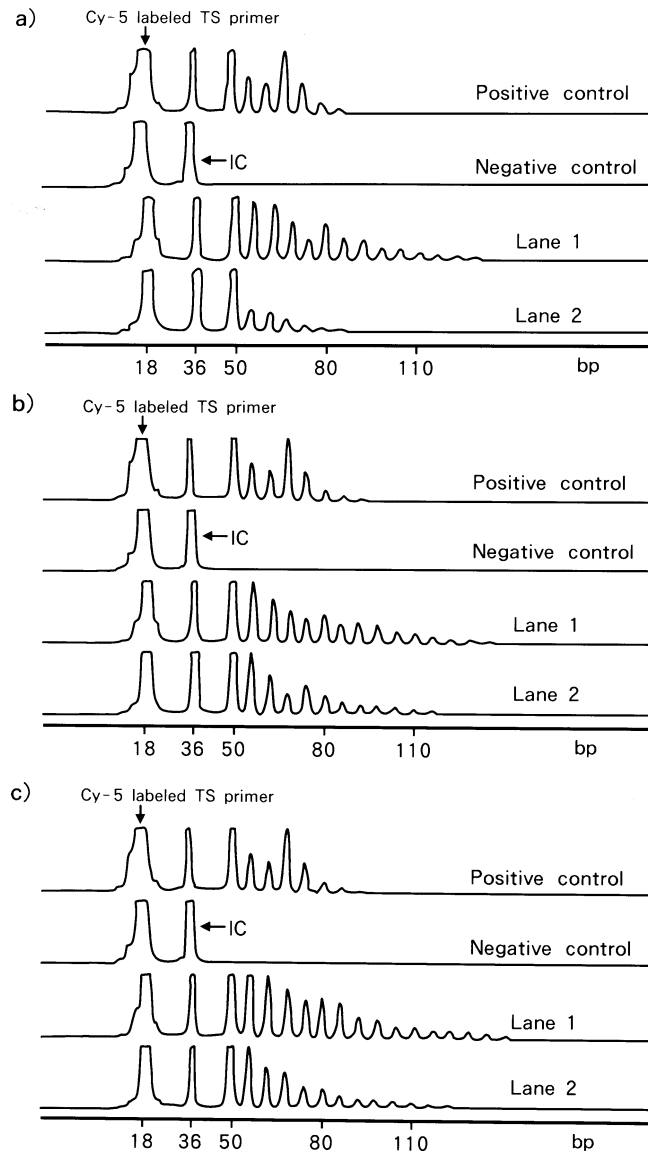 a)
Cy-5 labeled TS primer
Positive control
IC
Negative control
Lane 1
Lane 2
18 36 50 80 110 bp
b)
Cy-5 labeled TS primer
Positive control
IC
Negative control
Lane 1
Lane 2
18 36 50 80 110 bp
c)
Cy-5 labeled TS primer
Positive control
IC
Negative control
Lane 1
Lane 2
18 36 50 80 110 bp